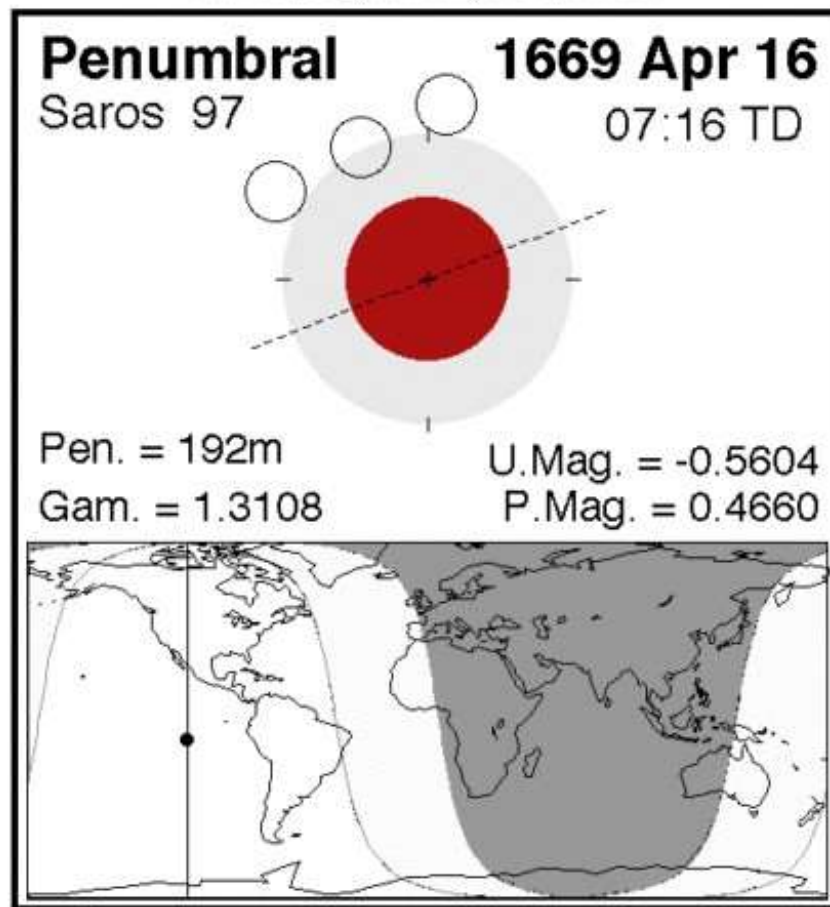 Penumbral 1669 Apr 16
Saros 97 07:16 TD
Pen. = 192m U.Mag. = -0.5604
Gam. = 1.3108 P.Mag. = 0.4660